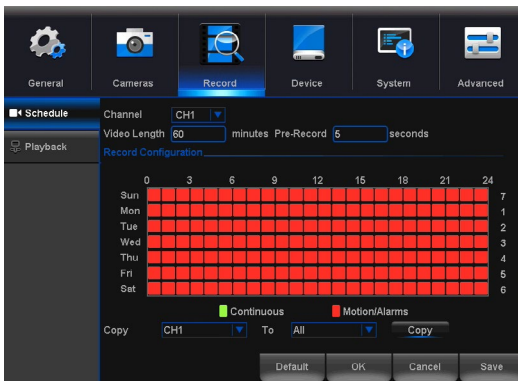 General Cameras Record Device System Advanced
Schedule
Playback
Channel CH1
Video Length 60 minutes Pre-Record 5 seconds
Record Configuration
0 3 6 9 12 15 18 21 24
Sun 7
Mon 1
Tue 2
Wed 3
Thu 4
Fri 5
Sat 6
Continuous Motion/Alarms
Copy CH1 To All Copy
Default OK Cancel Save